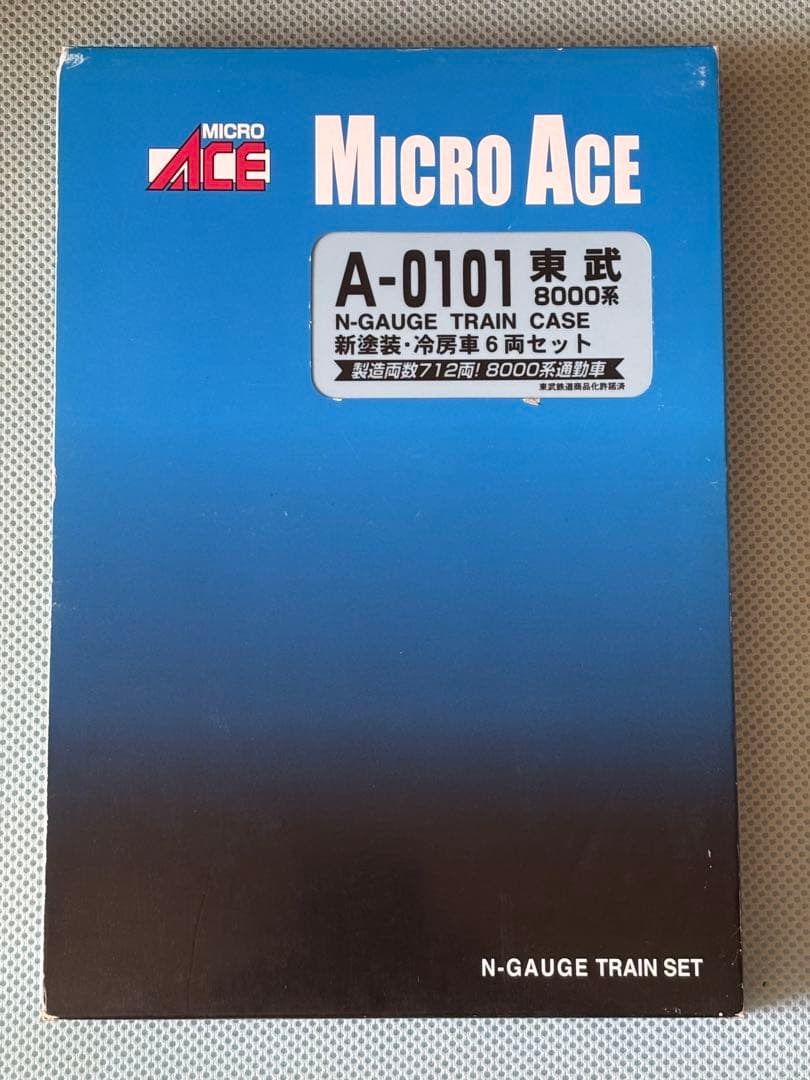 MICRO
ACE
MICRO ACE
A-0101 東武
8000系
N-GAUGE TRAIN CASE
新塗装・冷房車6両セット
製造両数712両! 8000系通勤車
東武鉄道商品化許諾済
N-GAUGE TRAIN SET